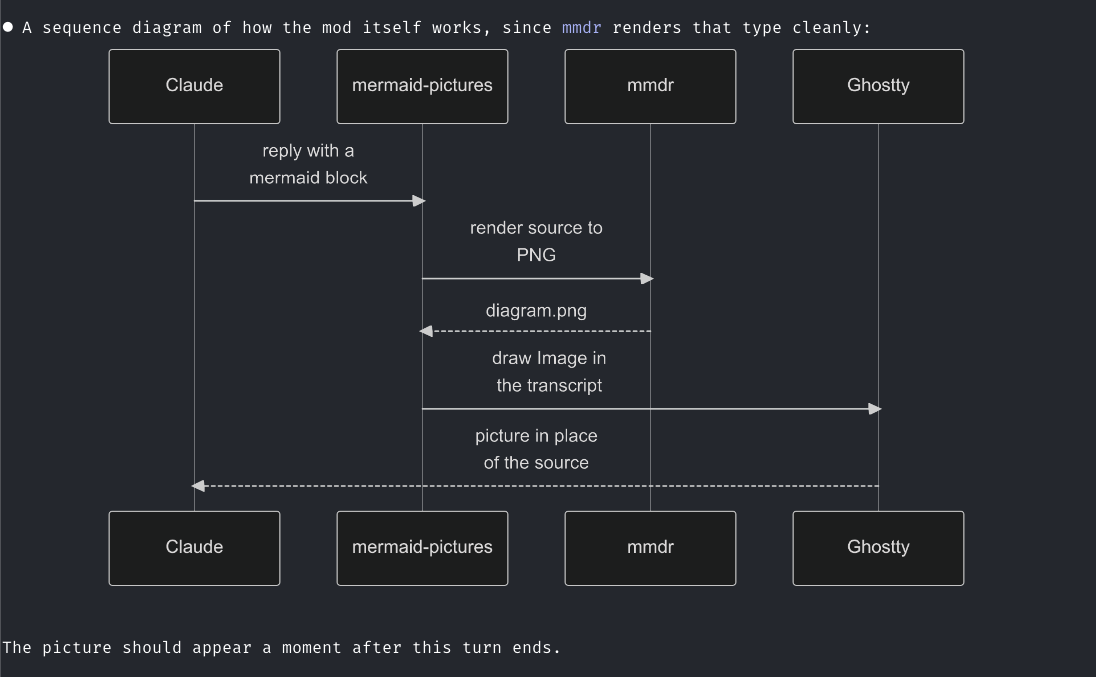 ● A sequence diagram of how the mod itself works, since mmdr renders that type cleanly:
Claude
mermaid-pictures
mmdr
Ghostty
reply with a
mermaid block
render source to
PNG
diagram.png
draw Image in
the transcript
picture in place
of the source
Claude
mermaid-pictures
mmdr
Ghostty
The picture should appear a moment after this turn ends.